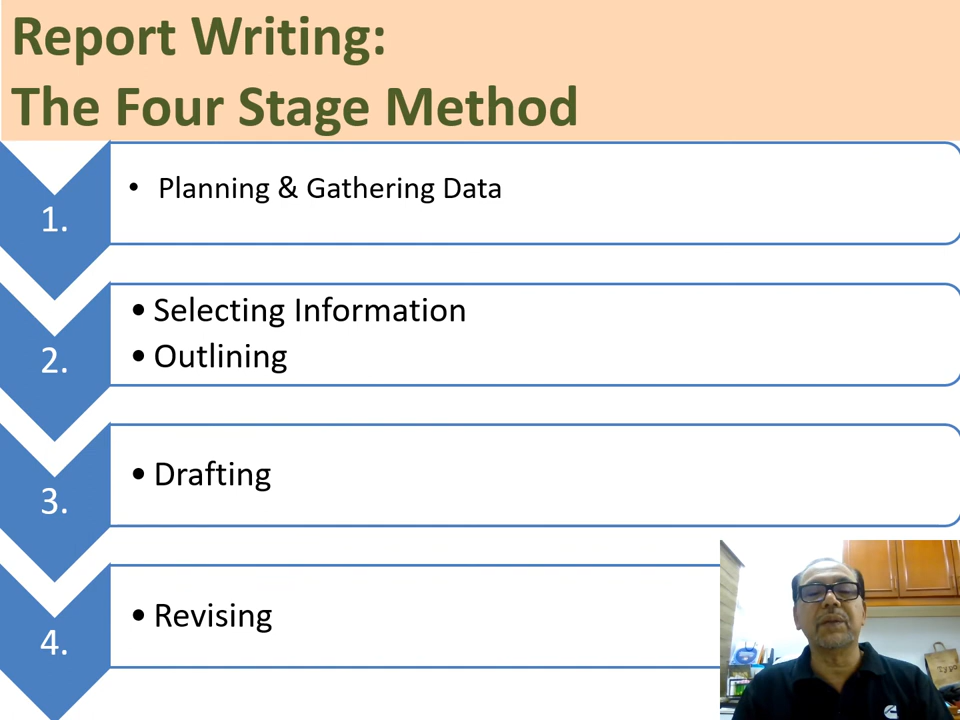 Report Writing:
The Four Stage Method
1.
• Planning & Gathering Data
2.
• Selecting Information
• Outlining
3.
• Drafting
4.
• Revising